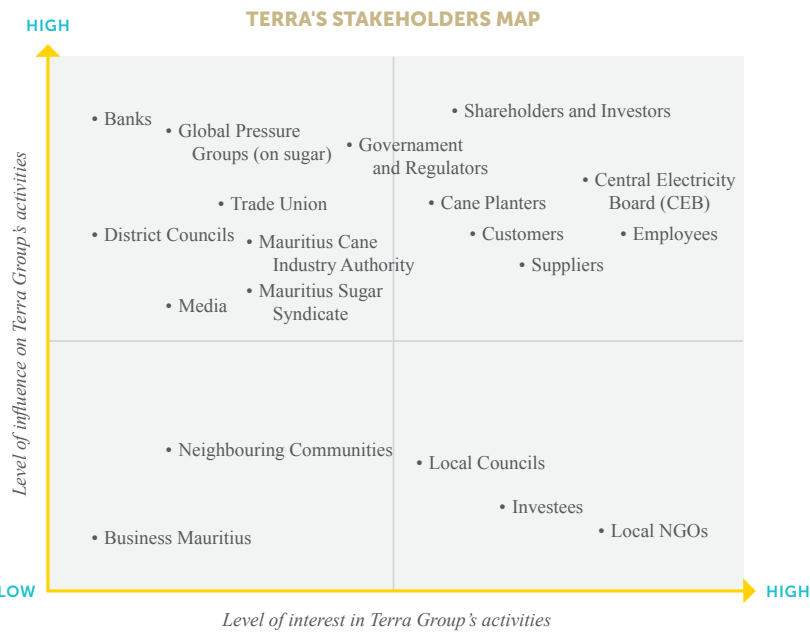 TERRA'S STAKEHOLDERS MAP
HIGH
Level of influence on Terra Group's activities
• Banks
• Global Pressure
Groups (on sugar)
• Governament
and Regulators
• Shareholders and Investors
• Trade Union
• Cane Planters
• Central Electricity
Board (CEB)
• District Councils
• Mauritius Cane
Industry Authority
• Customers
• Employees
• Suppliers
• Media
• Mauritius Sugar
Syndicate
• Neighbouring Communities
• Local Councils
• Investees
• Business Mauritius
• Local NGOs
LOW
HIGH
Level of interest in Terra Group's activities